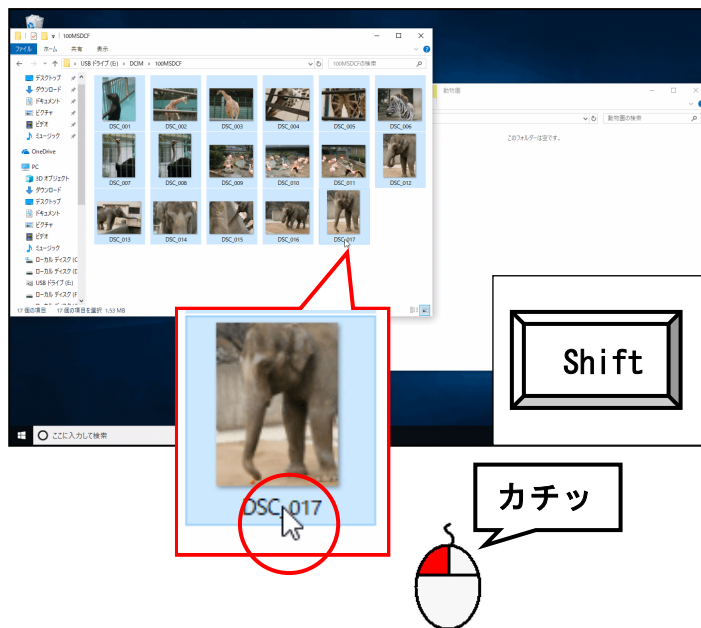 100MSDCF
ファイル ホーム 共有 表示
USB ドライブ (E:) › DCIM › 100MSDCF
100MSDCFの検索
デスクトップ
ダウンロード
ドキュメント
ピクチャ
ビデオ
ミュージック
OneDrive
PC
3D オブジェクト
ダウンロード
デスクトップ
ドキュメント
ピクチャ
ビデオ
ミュージック
ローカル ディスク (C
ローカル ディスク (D
USB ドライブ (E:)
ローカル ディスク (F
DSC_001 DSC_002 DSC_003 DSC_004 DSC_005 DSC_006
DSC_007 DSC_008 DSC_009 DSC_010 DSC_011 DSC_012
DSC_013 DSC_014 DSC_015 DSC_016 DSC_017
17 個の項目 17 個の項目を選択 1.53 MB
動物園
動物園の検索
このフォルダーは空です。
Shift
ここに入力して検索
DSC_017
カチッ